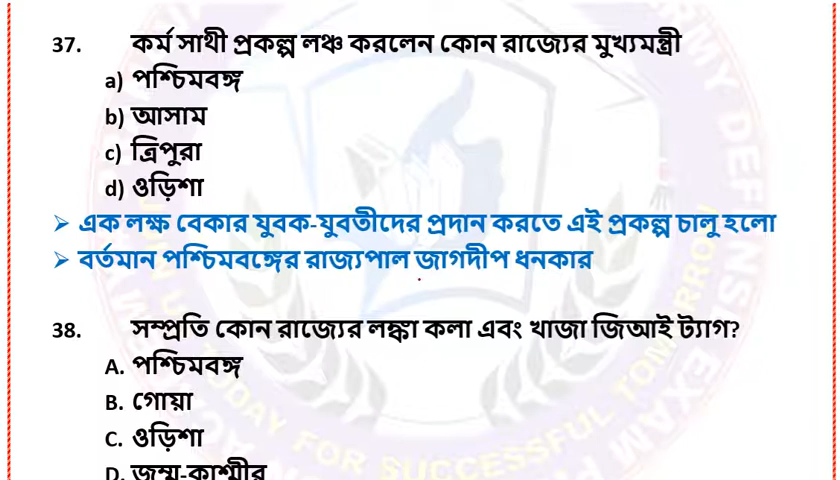 37. কর্ম সাথী প্রকল্প লঞ্চ করলেন কোন রাজ্যের মুখ্যমন্ত্রী
a) পশ্চিমবঙ্গ
b) আসাম
c) ত্রিপুরা
d) ওড়িশা
➢ এক লক্ষ বেকার যুবক-যুবতীদের প্রদান করতে এই প্রকল্প চালু হলো
➢ বর্তমান পশ্চিমবঙ্গের রাজ্যপাল জাগদীপ ধনকার
38. সম্প্রতি কোন রাজ্যের লঙ্কা কলা এবং খাজা জিআই ট্যাগ?
A. পশ্চিমবঙ্গ
B. গোয়া
C. ওড়িশা
D. জম্মু-কাশ্মীর